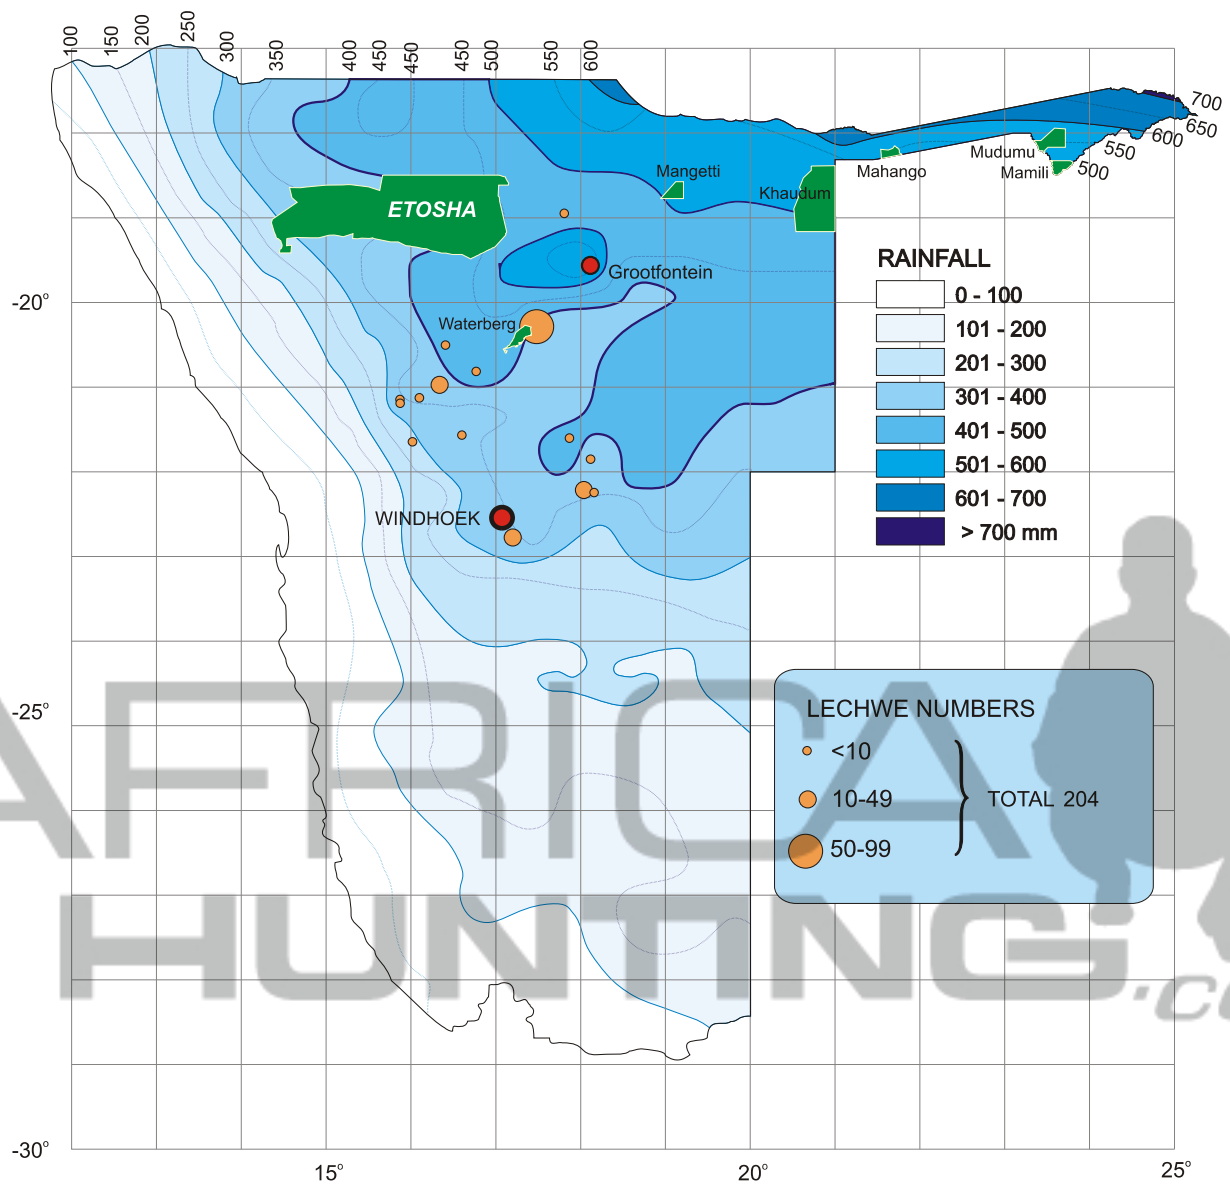 100 150 200 250 300 350 400 450 450 450 500 550 600
700
650
600
550
500
Mudumu
Mamili
Mahango
Mangetti
Khaudum
ETOSHA
Grootfontein
Waterberg
WINDHOEK
-20°
-25°
-30°
15°
20°
25°
RAINFALL
0 - 100
101 - 200
201 - 300
301 - 400
401 - 500
501 - 600
601 - 700
> 700 mm
LECHWE NUMBERS
<10
10-49
50-99
TOTAL 204
AFRICA
HUNTING